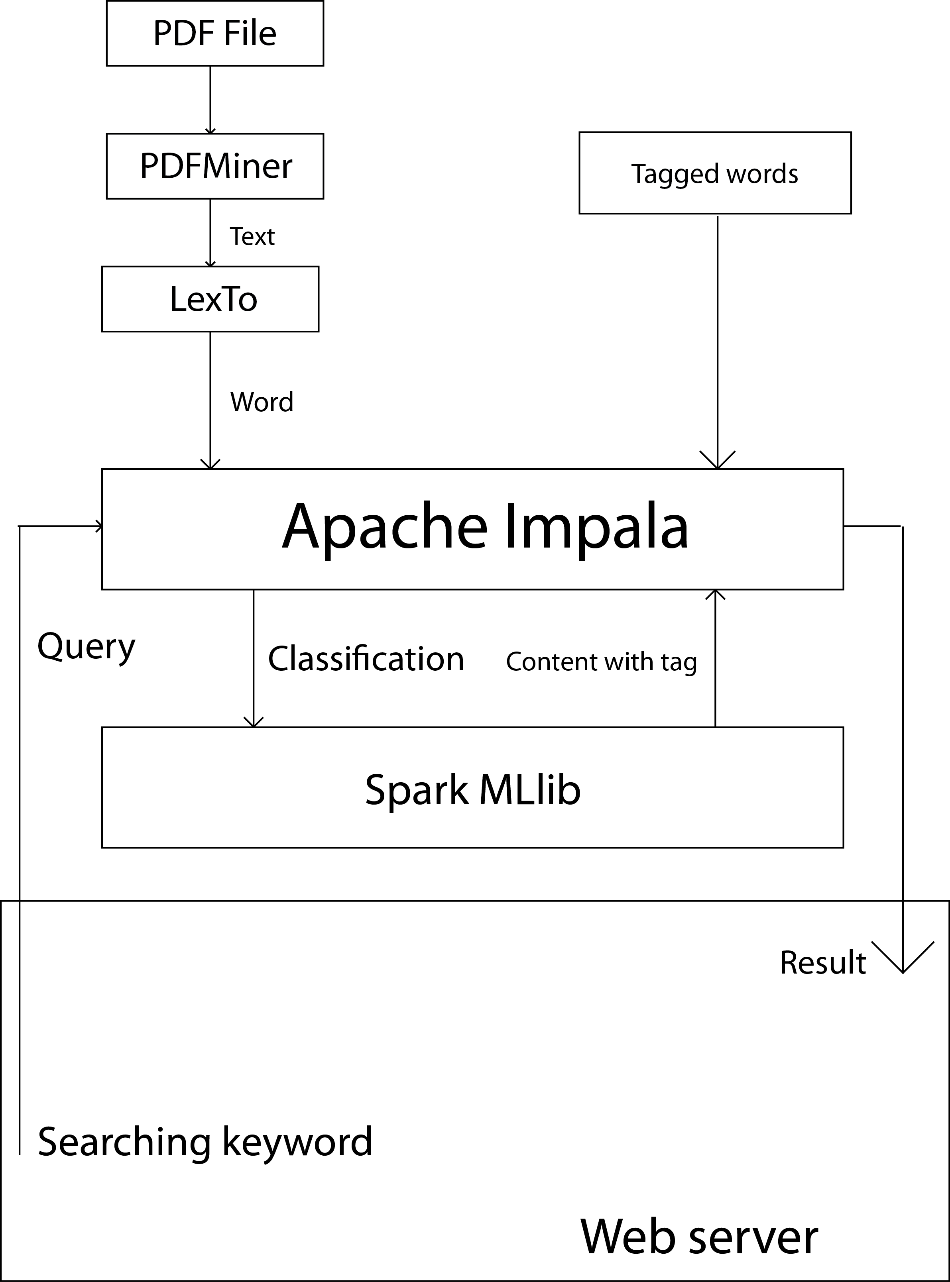 PDF File
PDFMiner
Tagged words
Text
LexTo
Word
Apache Impala
Query
Classification
Content with tag
Spark MLlib
Result
Searching keyword
Web server